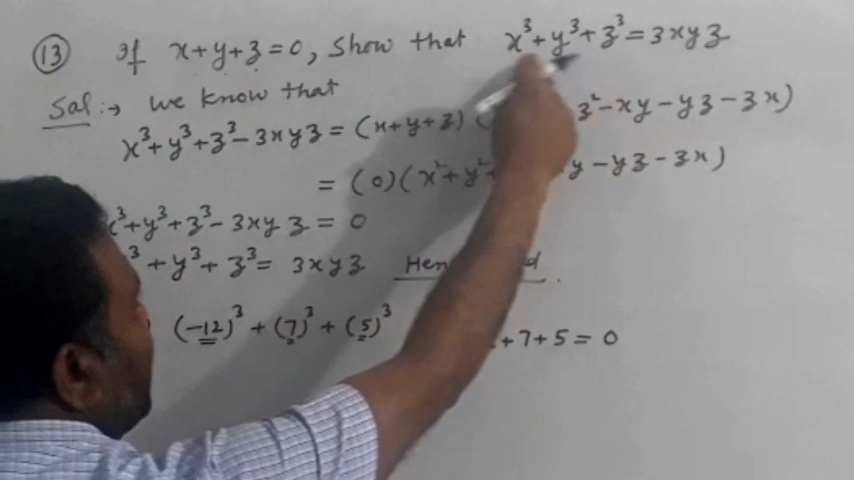 (13) If x+y+z=0, Show that x³+y³+z³=3xyz
Sol:→ We know that
x³+y³+z³-3xyz = (x+y+z) ( z²-xy-yz-zx)
= (0)(x²+y²+ y-yz-zx)
x³+y³+z³-3xyz = 0
³+y³+z³= 3xyz
(-12)³+(7)³+(5)³ +7+5=0